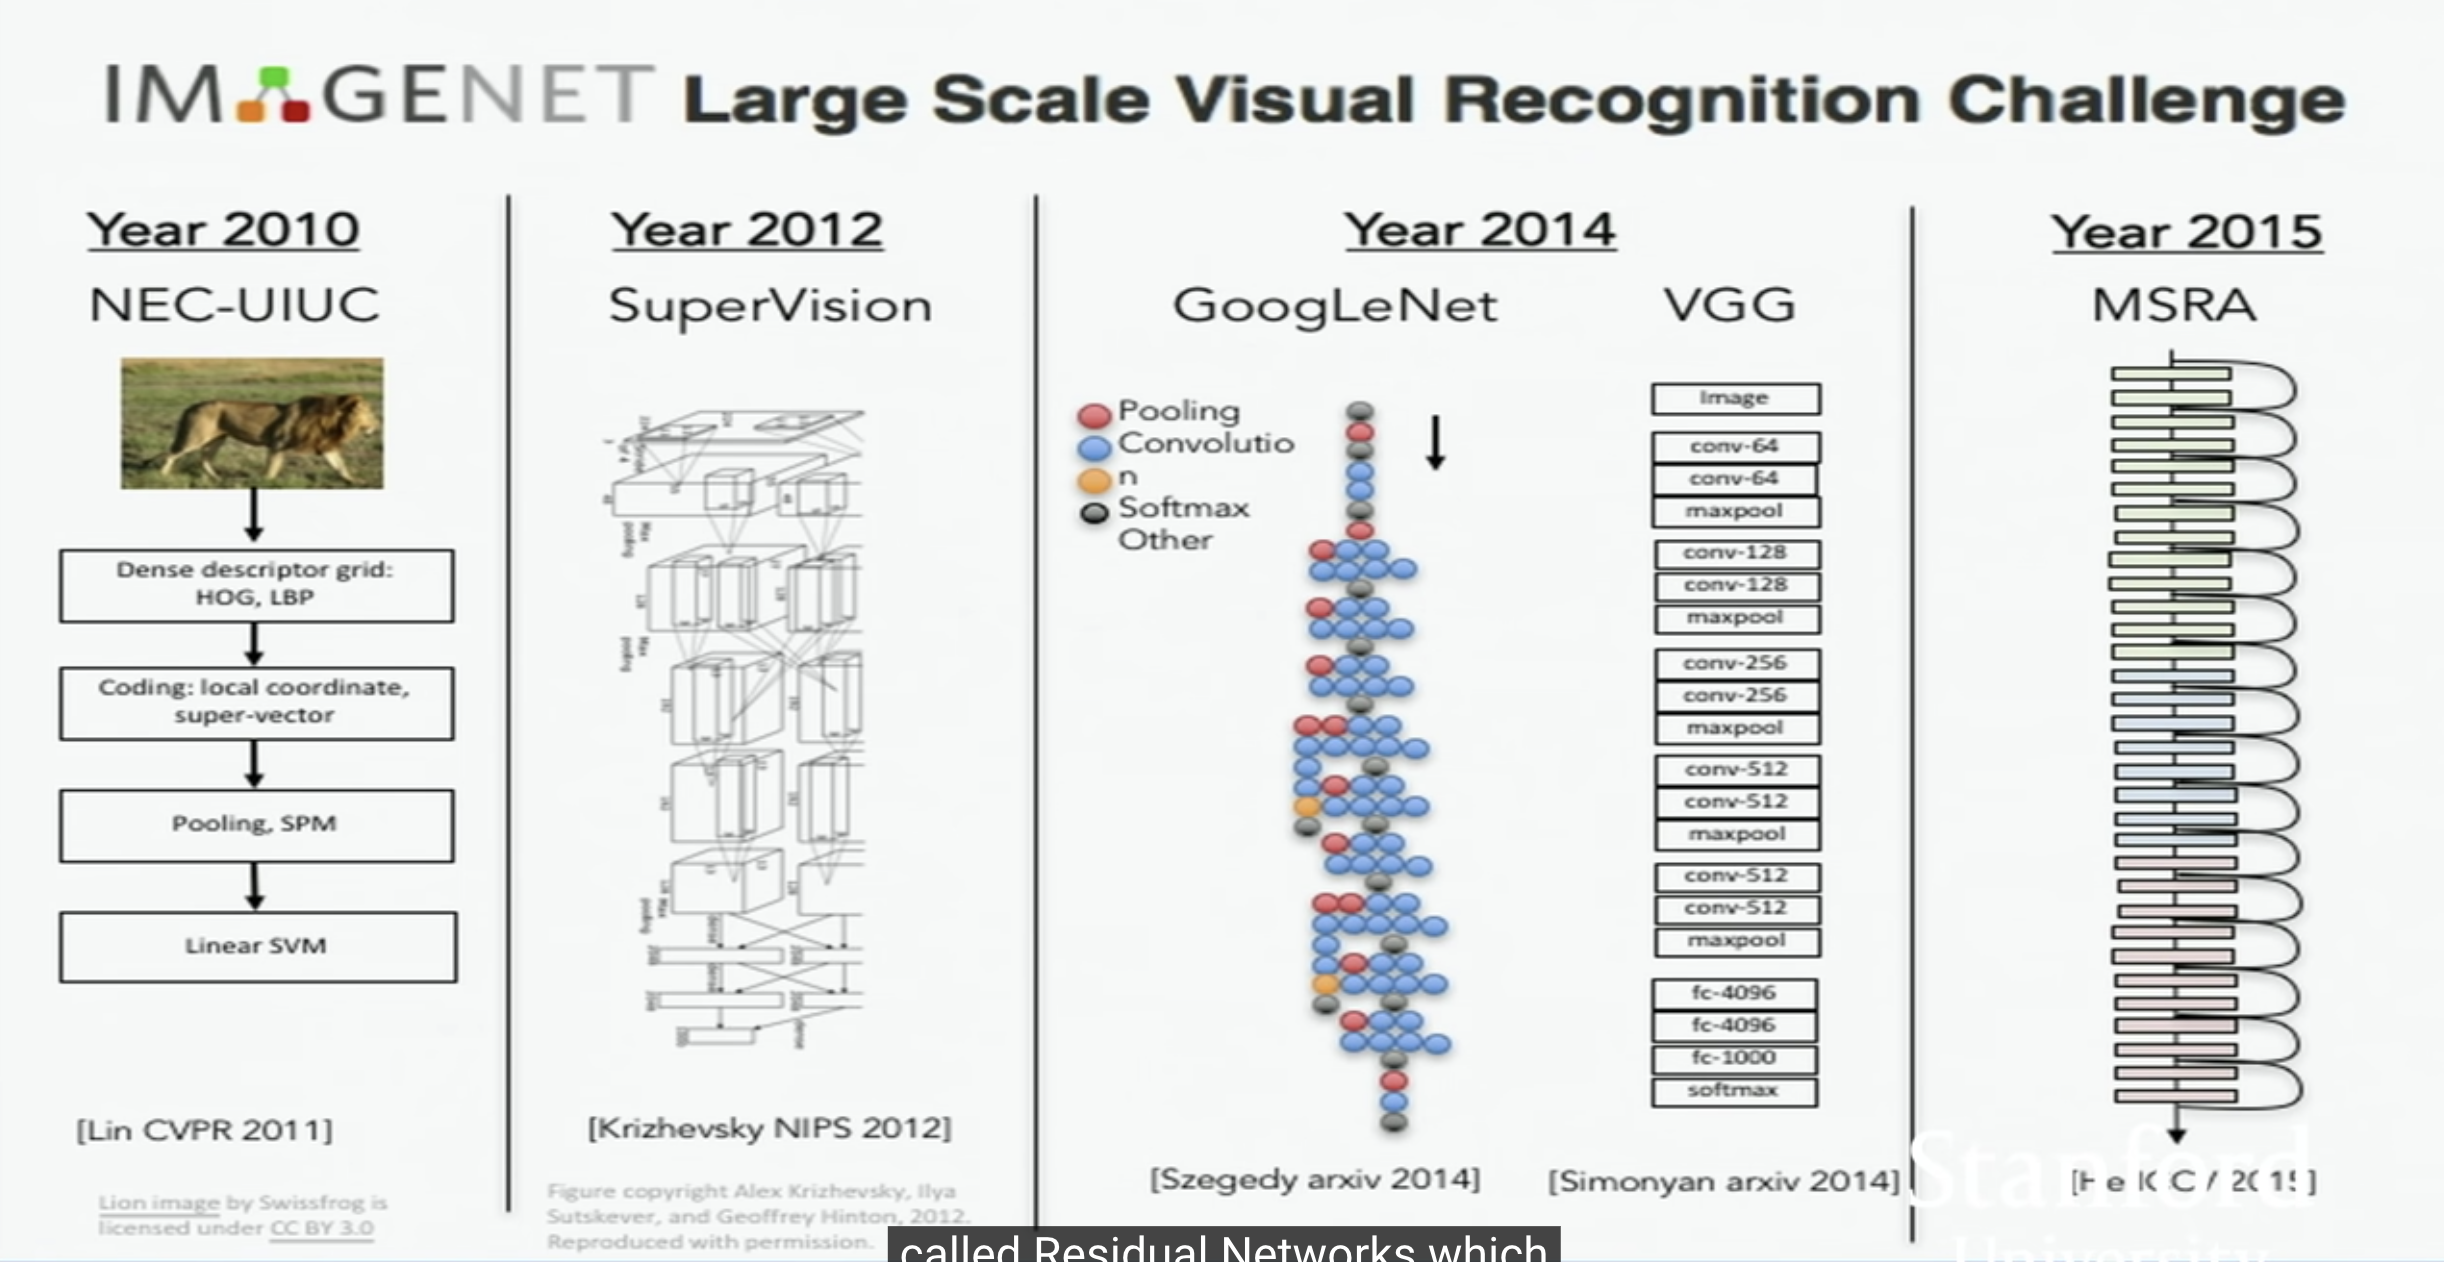 IMAGENET Large Scale Visual Recognition Challenge
Year 2010
NEC-UIUC
Dense descriptor grid:
HOG, LBP
Coding: local coordinate,
super-vector
Pooling, SPM
Linear SVM
[Lin CVPR 2011]
Lion image by Swissfrog is
licensed under CC BY 3.0
Year 2012
SuperVision
[Krizhevsky NIPS 2012]
Figure copyright Alex Krizhevsky, Ilya
Sutskever, and Geoffrey Hinton, 2012.
Reproduced with permission.
Year 2014
GoogLeNet
Pooling
Convolutio
n
Softmax
Other
[Szegedy arxiv 2014]
VGG
Image
conv-64
conv-64
maxpool
conv-128
conv-128
maxpool
conv-256
conv-256
maxpool
conv-512
conv-512
maxpool
conv-512
conv-512
maxpool
fc-4096
fc-4096
fc-1000
softmax
[Simonyan arxiv 2014]
Year 2015
MSRA
[He 2015]
Stanford
University
called Residual Networks which